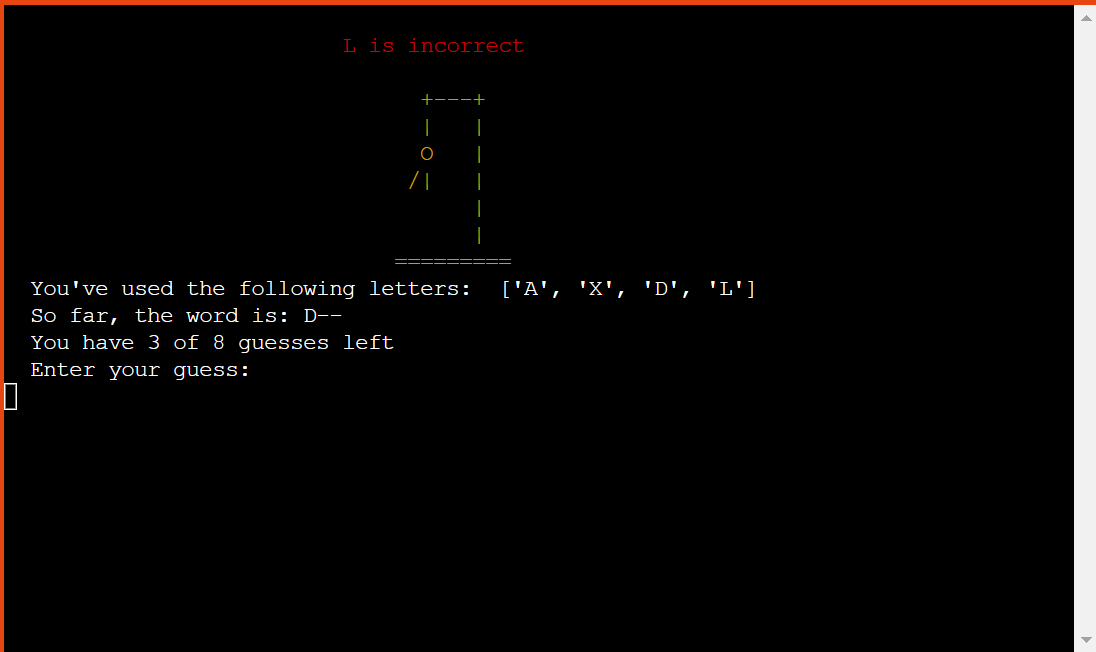 L is incorrect
+---+
|   |
O   |
/|   |
|
|
=========
You've used the following letters:  ['A', 'X', 'D', 'L']
So far, the word is: D--
You have 3 of 8 guesses left
Enter your guess: